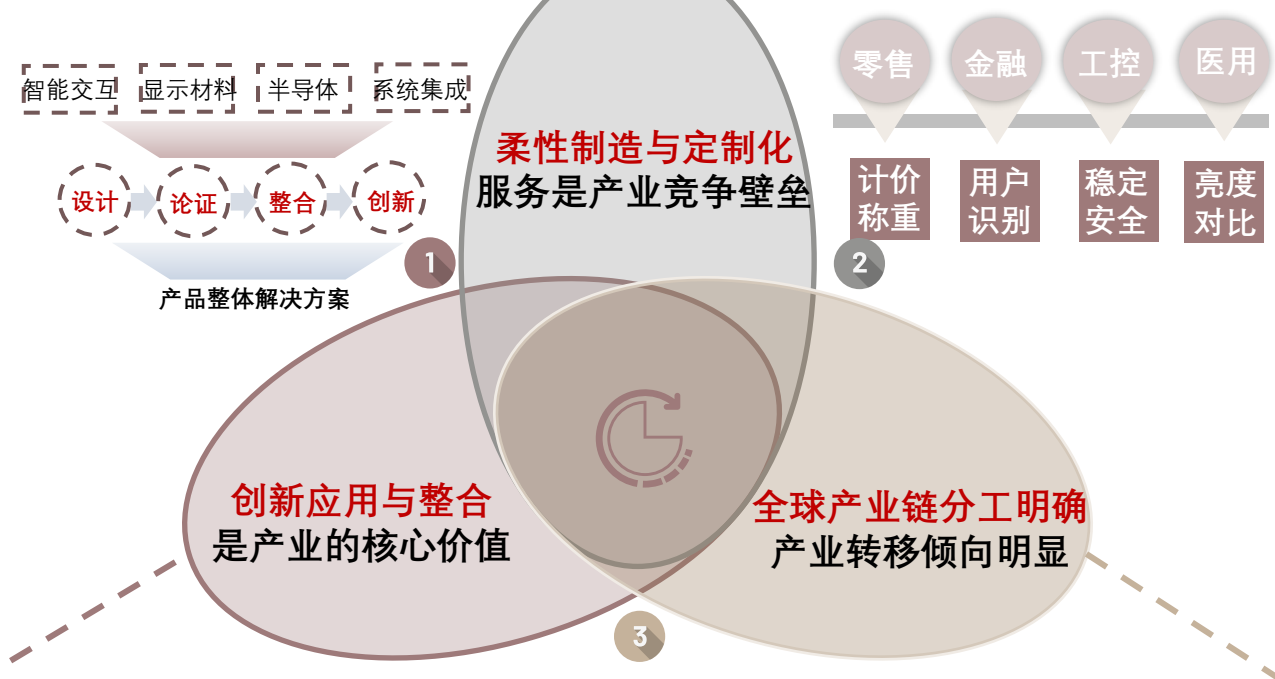 智能交互 显示材料 半导体 系统集成
设计 论证 整合 创新
产品整体解决方案
1
柔性制造与定制化
服务是产业竞争壁垒
零售 金融 工控 医用
计价 用户 稳定 亮度
称重 识别 安全 对比
2
创新应用与整合
是产业的核心价值
全球产业链分工明确
产业转移倾向明显
3